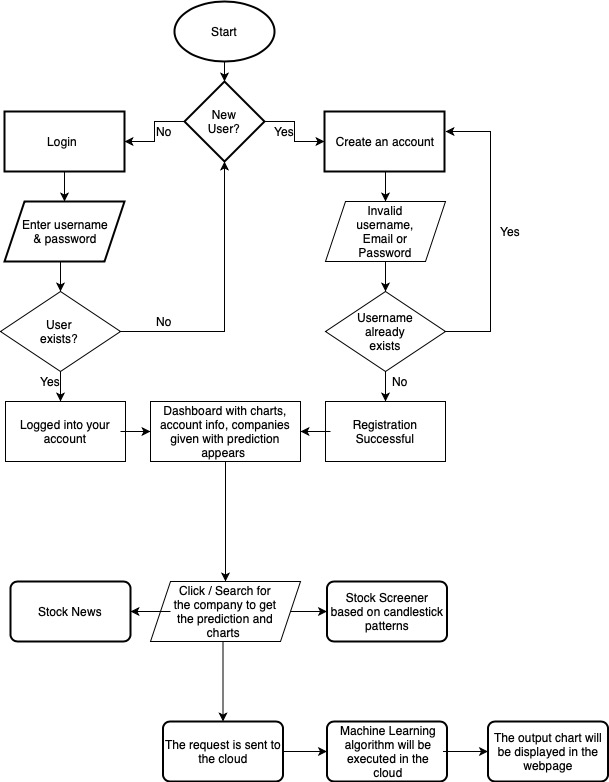 Start
New
User?
No
Yes
Login
Create an account
Enter username
& password
Invalid
username,
Email or
Password
Yes
User
exists?
No
Username
already
exists
Yes
No
Logged into your
account
Dashboard with charts,
account info, companies
given with prediction
appears
Registration
Successful
Stock News
Click / Search for
the company to get
the prediction and
charts
Stock Screener
based on candlestick
patterns
The request is sent to
the cloud
Machine Learning
algorithm will be
executed in the
cloud
The output chart will
be displayed in the
webpage